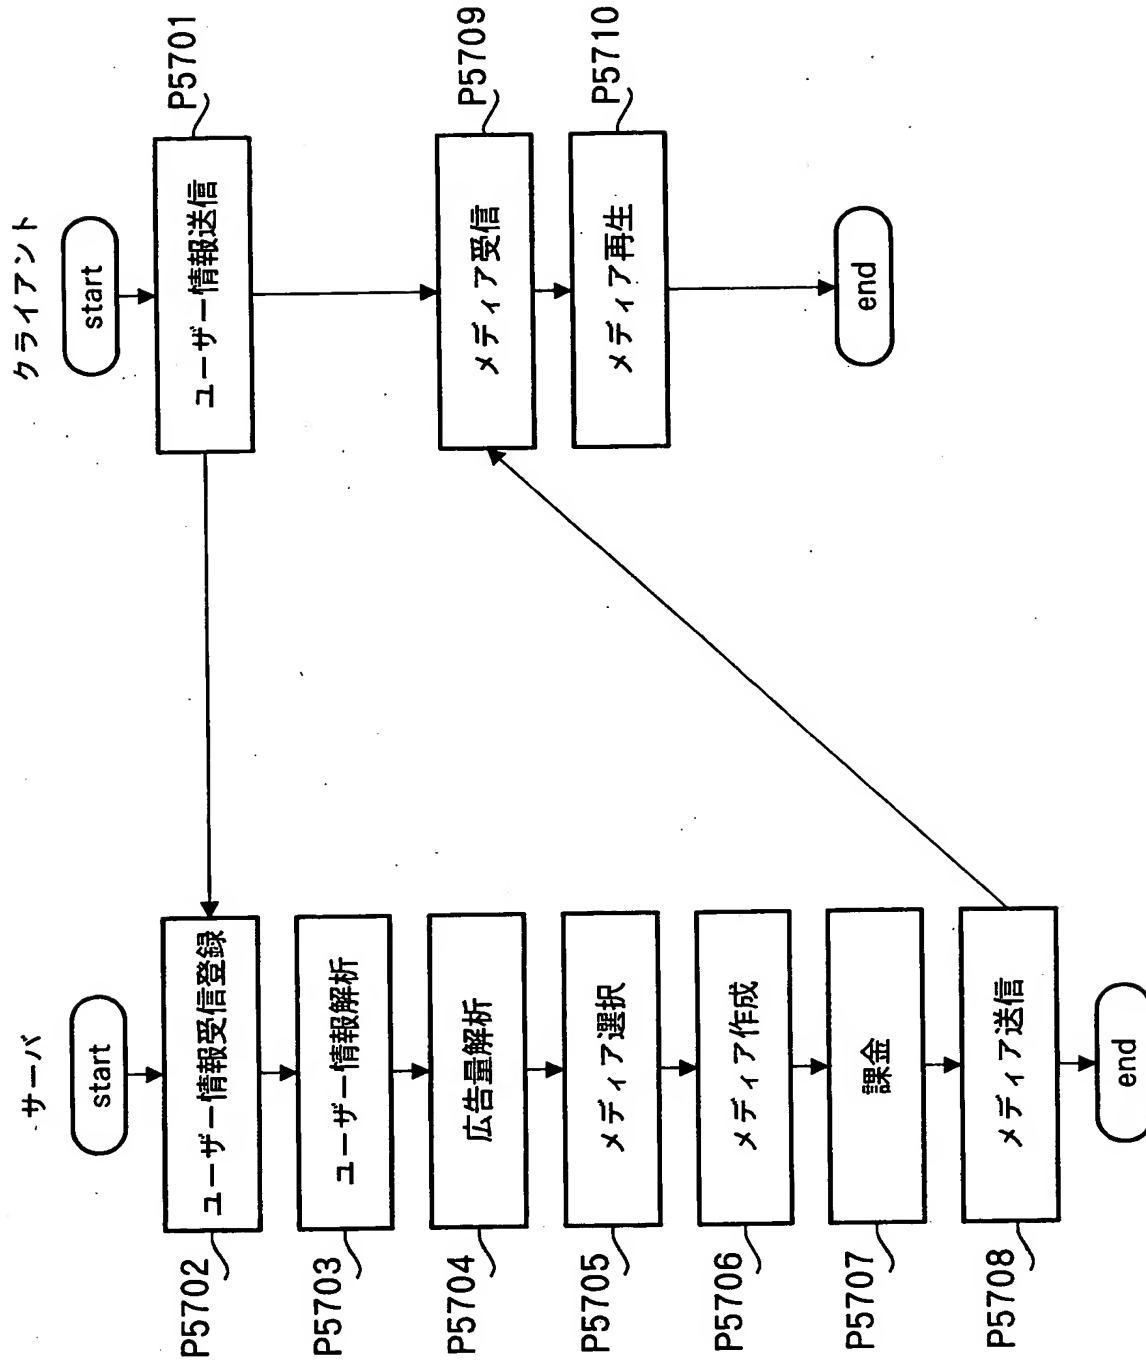 サーバ
start
P5702
ユーザー情報受信登録
P5703
ユーザー情報解析
P5704
広告量解析
P5705
メディア選択
P5706
メディア作成
P5707
課金
P5708
メディア送信
end
クライアント
start
P5701
ユーザー情報送信
P5709
メディア受信
P5710
メディア再生
end